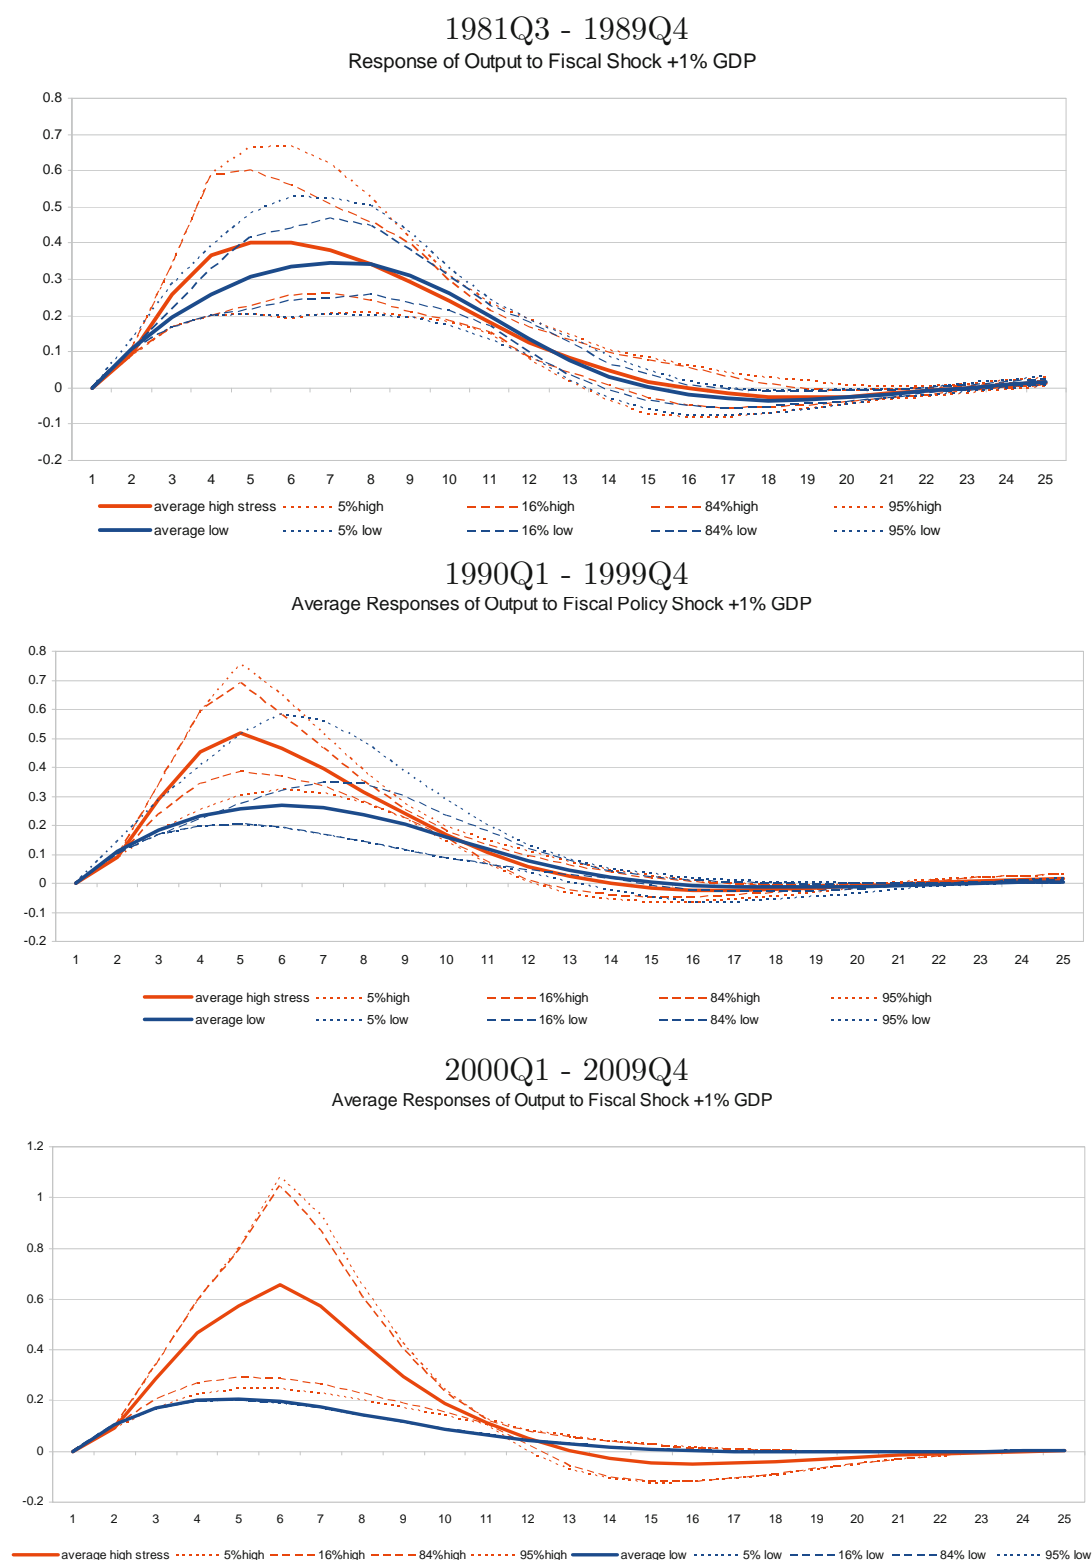 1981Q3 - 1989Q4
Response of Output to Fiscal Shock +1% GDP
0.8
0.7
0.6
0.5
0.4
0.3
0.2
0.1
0
-0.1
-0.2
1 2 3 4 5 6 7 8 9 10 11 12 13 14 15 16 17 18 19 20 21 22 23 24 25
average high stress 5%high 16%high 84%high 95%high
average low 5% low 16% low 84% low 95% low
1990Q1 - 1999Q4
Average Responses of Output to Fiscal Policy Shock +1% GDP
0.8
0.7
0.6
0.5
0.4
0.3
0.2
0.1
0
-0.1
-0.2
1 2 3 4 5 6 7 8 9 10 11 12 13 14 15 16 17 18 19 20 21 22 23 24 25
average high stress 5%high 16%high 84%high 95%high
average low 5% low 16% low 84% low 95% low
2000Q1 - 2009Q4
Average Responses of Output to Fiscal Shock +1% GDP
1.2
1
0.8
0.6
0.4
0.2
0
-0.2
1 2 3 4 5 6 7 8 9 10 11 12 13 14 15 16 17 18 19 20 21 22 23 24 25
average high stress 5%high 16%high 84%high 95%high average low 5% low 16% low 84% low 95% low